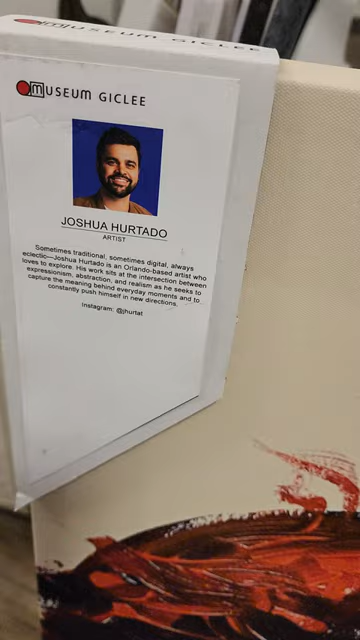 MUSEUM GICLEE
MUSEUM GICLEE
JOSHUA HURTADO
ARTIST
Sometimes traditional, sometimes digital, always
eclectic—Joshua Hurtado is an Orlando-based artist who
loves to explore. His work sits at the intersection between
expressionism, abstraction, and realism as he seeks to
capture the meaning behind everyday moments and to
constantly push himself in new directions.
Instagram: @jhurtat